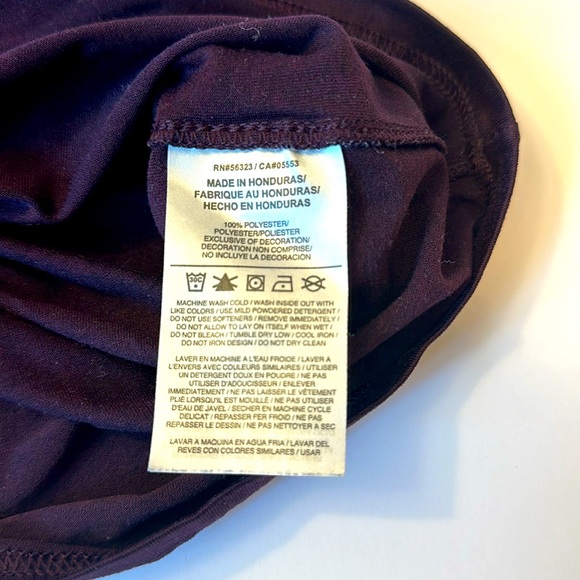 RN#56323 / CA#05553
MADE IN HONDURAS/
FABRIQUE AU HONDURAS/
HECHO EN HONDURAS
100% POLYESTER/
POLYESTER/POLIESTER
EXCLUSIVE OF DECORATION/
DECORATION NON COMPRISE/
NO INCLUYE LA DECORACION
30C
MACHINE WASH COLD / WASH INSIDE OUT WITH
LIKE COLORS / USE MILD POWDERED DETERGENT /
DO NOT USE SOFTENERS / REMOVE IMMEDIATELY /
DO NOT ALLOW TO LAY ON ITSELF WHEN WET /
DO NOT BLEACH / TUMBLE DRY LOW / COOL IRON /
DO NOT IRON DESIGN / DO NOT DRY CLEAN
LAVER EN MACHINE A L'EAU FROIDE / LAVER A
L'ENVERS AVEC COULEURS SIMILAIRES / UTILISER
UN DETERGENT DOUX EN POUDRE / NE PAS
UTILISER D'ADOUCISSEUR / ENLEVER
IMMEDIATEMENT / NE PAS LAISSER LE VÊTEMENT
PLIÉ LORSQU'IL EST MOUILLÉ / NE PAS UTILISER
D'EAU DE JAVEL / SECHER EN MACHINE CYCLE
DELICAT / REPASSER FER FROID / NE PAS
REPASSER LE DESSIN / NE PAS NETTOYER A SEC
LAVAR A MAQUINA EN AGUA FRIA / LAVAR DEL
REVES CON COLORES SIMILARES / USAR